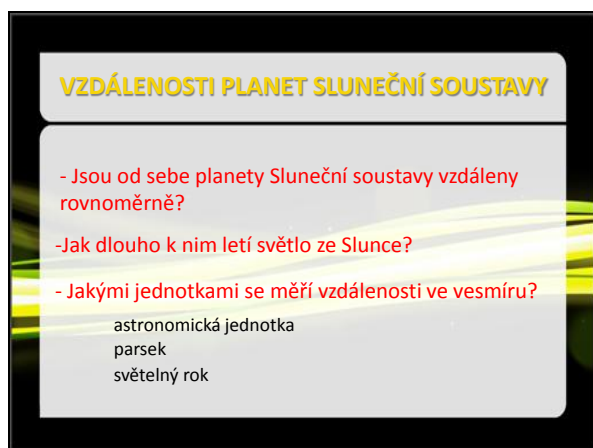 VZDÁLENOSTI PLANET SLUNEČNÍ SOUSTAVY
- Jsou od sebe planety Sluneční soustavy vzdáleny
rovnoměrně?
-Jak dlouho k nim letí světlo ze Slunce?
- Jakými jednotkami se měří vzdálenosti ve vesmíru?
astronomická jednotka
parsek
světelný rok